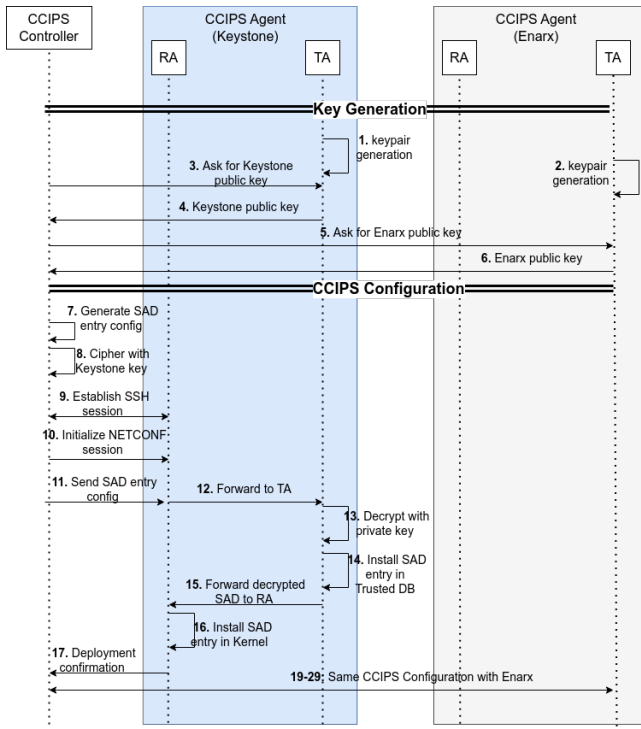 CCIPS
Controller
CCIPS Agent
(Keystone)
CCIPS Agent
(Enarx)
RA
TA
RA
TA
Key Generation
1. keypair
generation
2. keypair
generation
3. Ask for Keystone
public key
4. Keystone public key
5. Ask for Enarx public key
6. Enarx public key
CCIPS Configuration
7. Generate SAD
entry config
8. Cipher with
Keystone key
9. Establish SSH
session
10. Initialize NETCONF
session
11. Send SAD entry
config
12. Forward to TA
13. Decrypt with
private key
14. Install SAD
entry in
Trusted DB
15. Forward decrypted
SAD to RA
16. Install SAD
entry in Kernel
17. Deployment
confirmation
19-29: Same CCIPS Configuration with Enarx